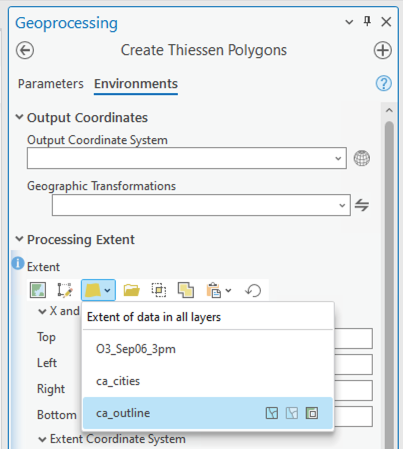 Geoprocessing
Create Thiessen Polygons
Parameters Environments
Output Coordinates
Output Coordinate System
Geographic Transformations
Processing Extent
Extent
X and
Extent of data in all layers
Top
O3_Sep06_3pm
Left
ca_cities
Right
ca_outline
Bottom
Extent Coordinate System